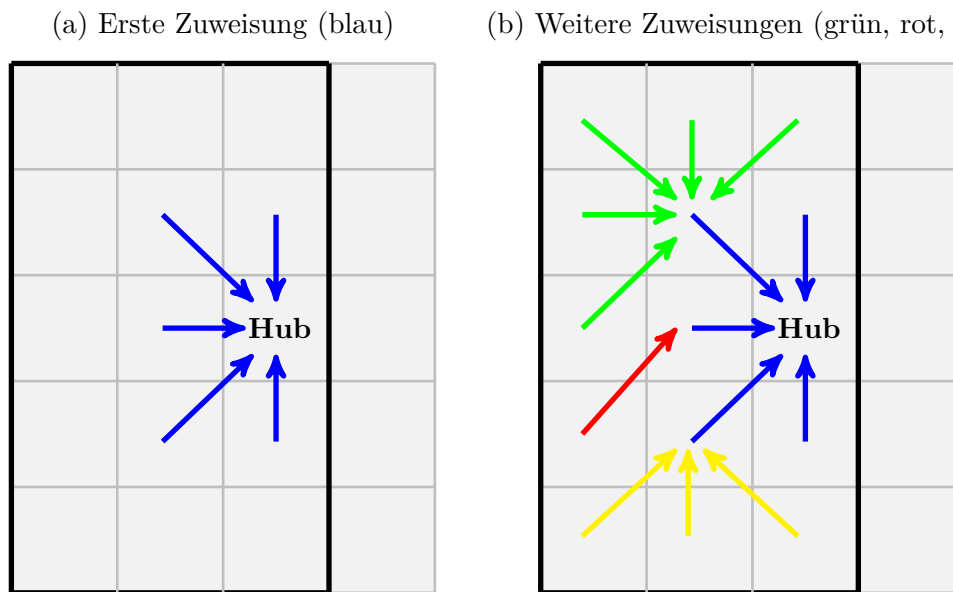 (a) Erste Zuweisung (blau)
(b) Weitere Zuweisungen (grün, rot,
Hub
Hub